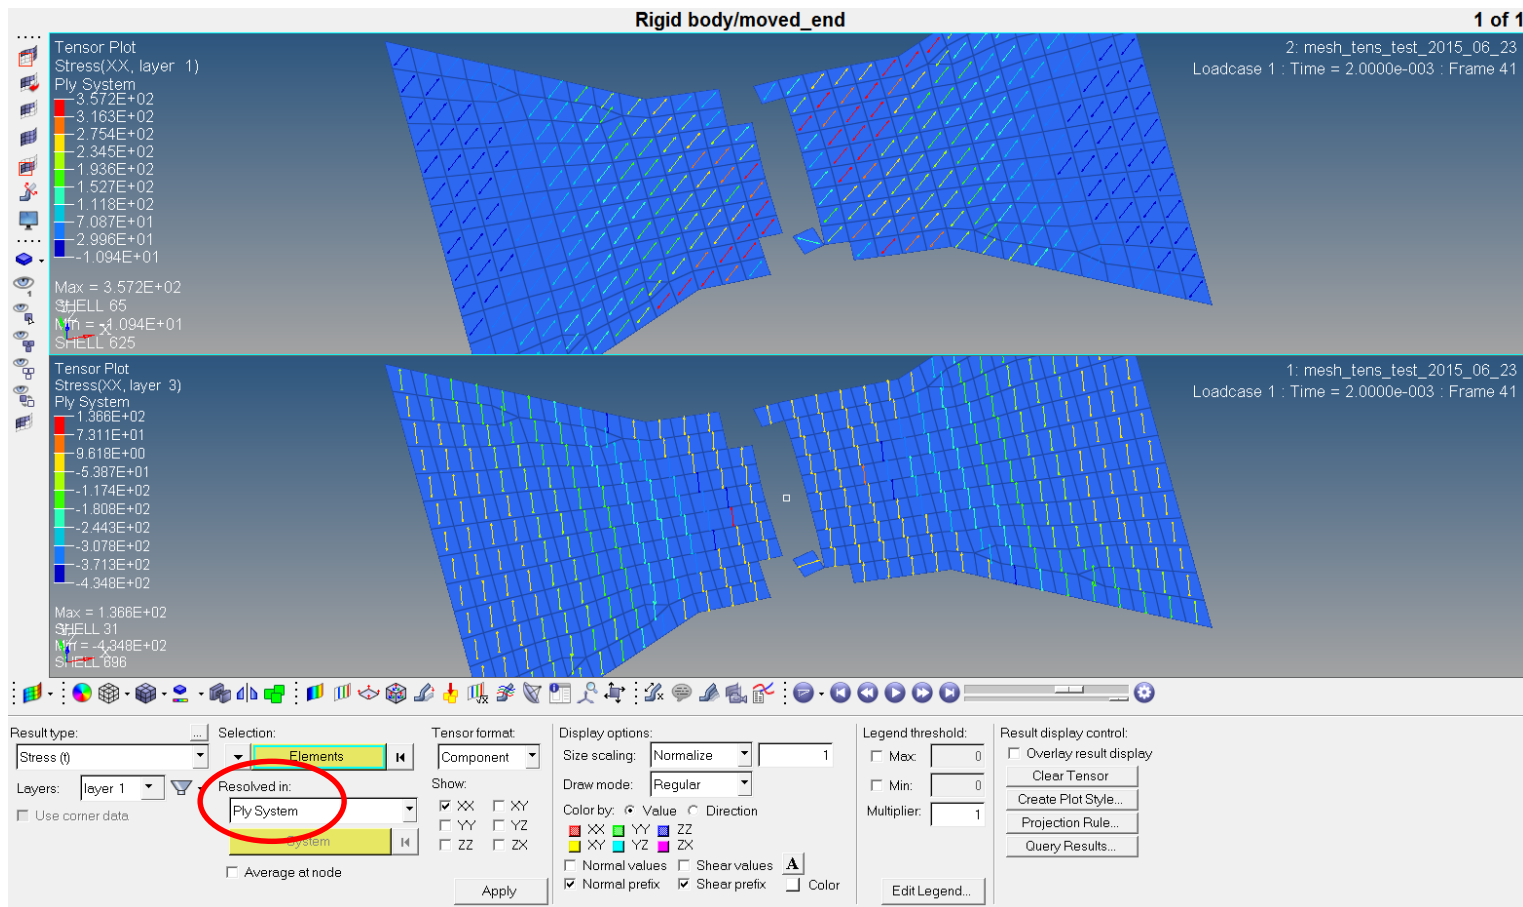 Rigid body/moved_end
1 of 1
Tensor Plot
Stress(XX, layer 1)
Ply System
3.572E+02
3.163E+02
2.754E+02
2.345E+02
1.936E+02
1.527E+02
1.118E+02
7.087E+01
2.996E+01
-1.094E+01
Max = 3.572E+02
SHELL 65
Min = -1.094E+01
SHELL 625
2: mesh_tens_test_2015_06_23
Loadcase 1 : Time = 2.0000e-003 : Frame 41
Tensor Plot
Stress(XX, layer 3)
Ply System
1.366E+02
7.311E+01
9.618E+00
-5.387E+01
-1.174E+02
-1.808E+02
-2.443E+02
-3.078E+02
-3.713E+02
-4.348E+02
Max = 1.366E+02
SHELL 31
Min = -4.348E+02
SHELL 696
1: mesh_tens_test_2015_06_23
Loadcase 1 : Time = 2.0000e-003 : Frame 41
Result type:
...
Stress (t)
Layers: layer 1
Use corner data
Selection:
Elements
Resolved in:
Ply System
System
Average at node
Tensor format:
Component
Show:
XX XY
YY YZ
ZZ ZX
Apply
Display options:
Size scaling: Normalize 1
Draw mode: Regular
Color by: Value Direction
XX YY ZZ
XY YZ ZX
Normal values Shear values A
Normal prefix Shear prefix Color
Legend threshold:
Max: 0
Min: 0
Multiplier: 1
Edit Legend...
Result display control:
Overlay result display
Clear Tensor
Create Plot Style...
Projection Rule...
Query Results...